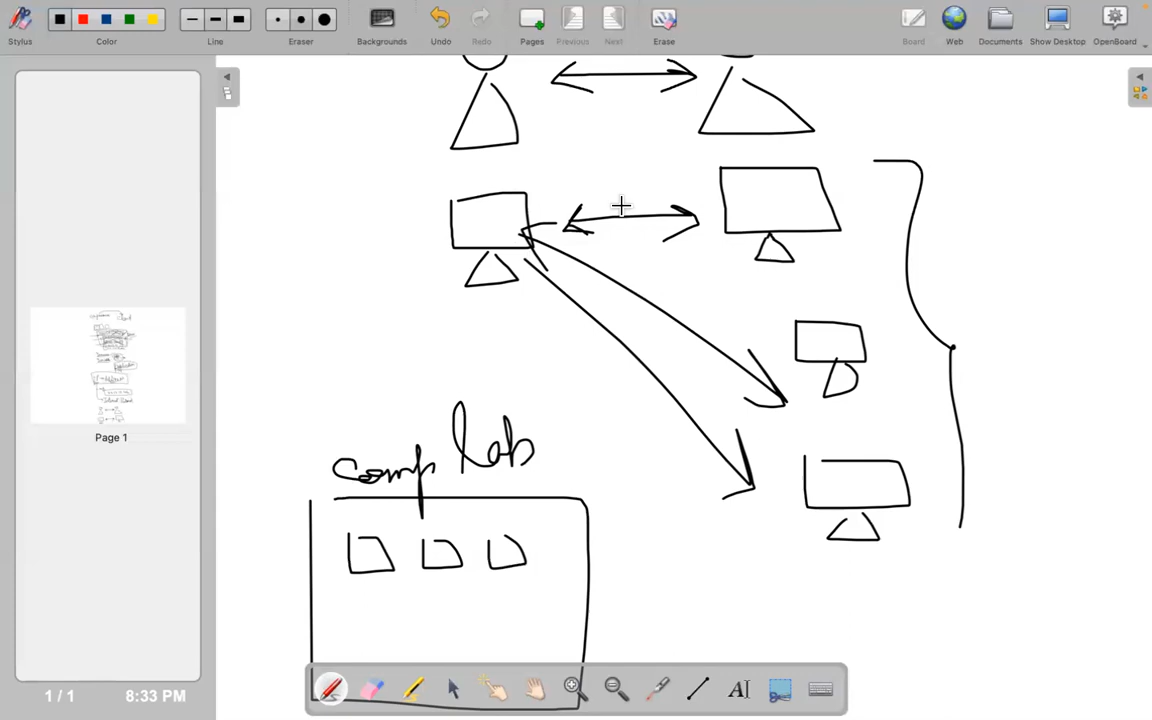 Stylus
Color
Line
Eraser
Backgrounds
Undo
Redo
Pages
Previous
Next
Erase
Board
Web
Documents
Show Desktop
OpenBoard
Page 1
comp lab
1 / 1
8:33 PM